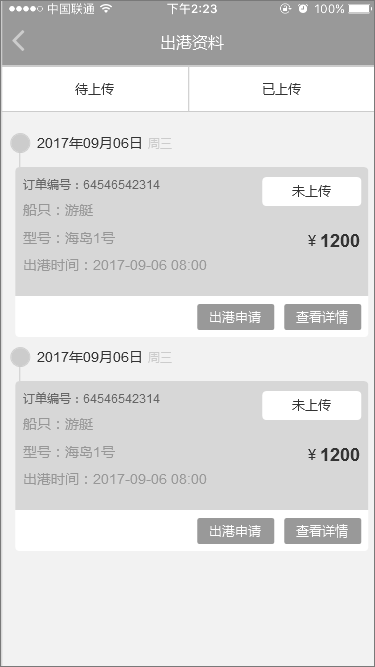 中国联通 下午2:23 100%
出港资料
待上传 已上传
2017年09月06日 周三
订单编号：64546542314 未上传
船只：游艇
型号：海岛1号 ¥ 1200
出港时间：2017-09-06 08:00
出港申请 查看详情
2017年09月06日 周三
订单编号：64546542314 未上传
船只：游艇
型号：海岛1号 ¥ 1200
出港时间：2017-09-06 08:00
出港申请 查看详情